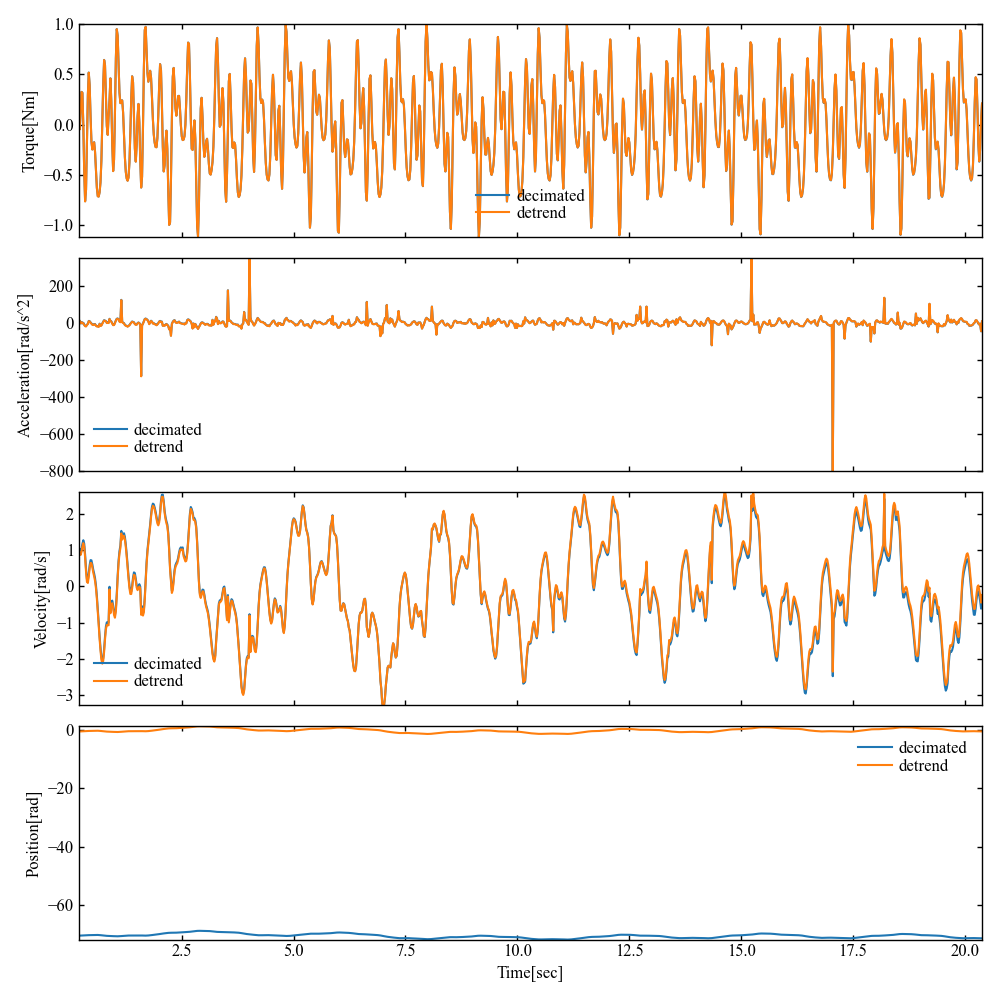 1.0
0.5
0.0
−0.5
−1.0
Torque[Nm]
decimated
detrend
200
0
−200
−400
−600
−800
Acceleration[rad/s^2]
decimated
detrend
2
1
0
−1
−2
−3
Velocity[rad/s]
decimated
detrend
0
−20
−40
−60
Position[rad]
decimated
detrend
2.5 5.0 7.5 10.0 12.5 15.0 17.5 20.0
Time[sec]